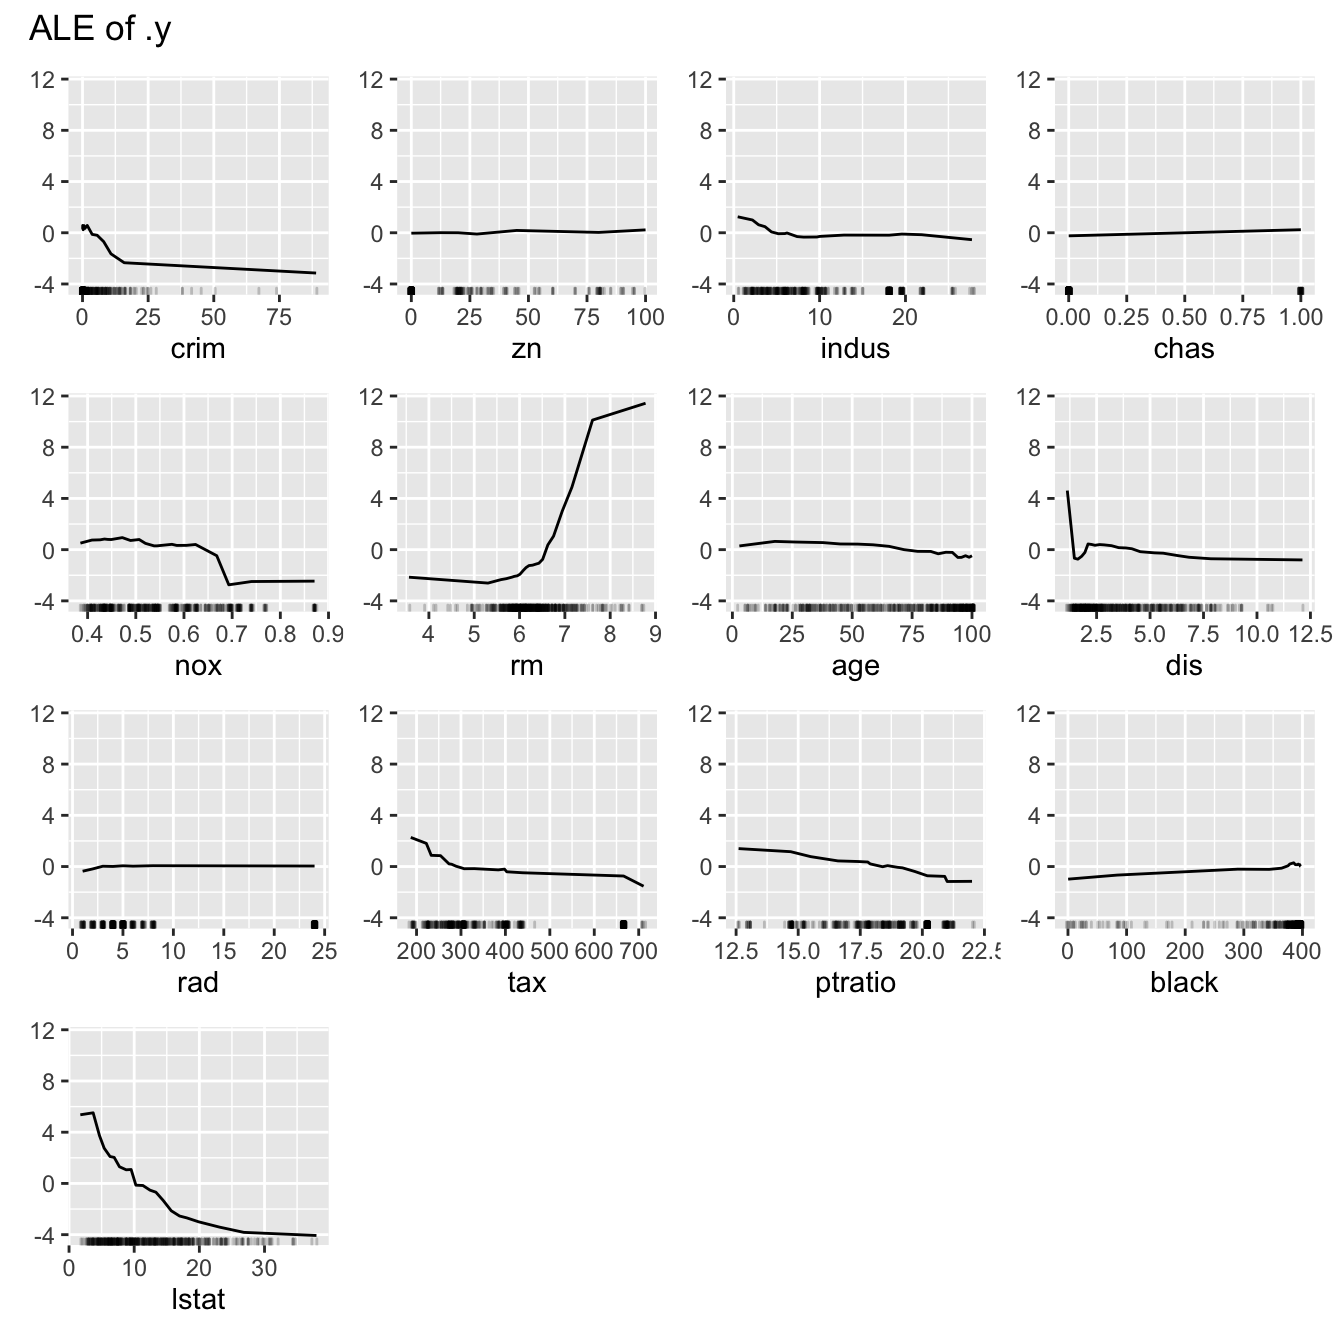 ALE of .y
12 12 12 12
8 8 8 8
4 4 4 4
0 0 0 0
-4 -4 -4 -4
0 25 50 75 0 25 50 75 100 0 10 20 0.00 0.25 0.50 0.75 1.00
crim zn indus chas
12 12 12 12
8 8 8 8
4 4 4 4
0 0 0 0
-4 -4 -4 -4
0.4 0.5 0.6 0.7 0.8 0.9 4 5 6 7 8 9 0 25 50 75 100 2.5 5.0 7.5 10.0 12.5
nox rm age dis
12 12 12 12
8 8 8 8
4 4 4 4
0 0 0 0
-4 -4 -4 -4
0 5 10 15 20 25 200 300 400 500 600 700 12.5 15.0 17.5 20.0 22.5 0 100 200 300 400
rad tax ptratio black
12
8
4
0
-4
0 10 20 30
lstat